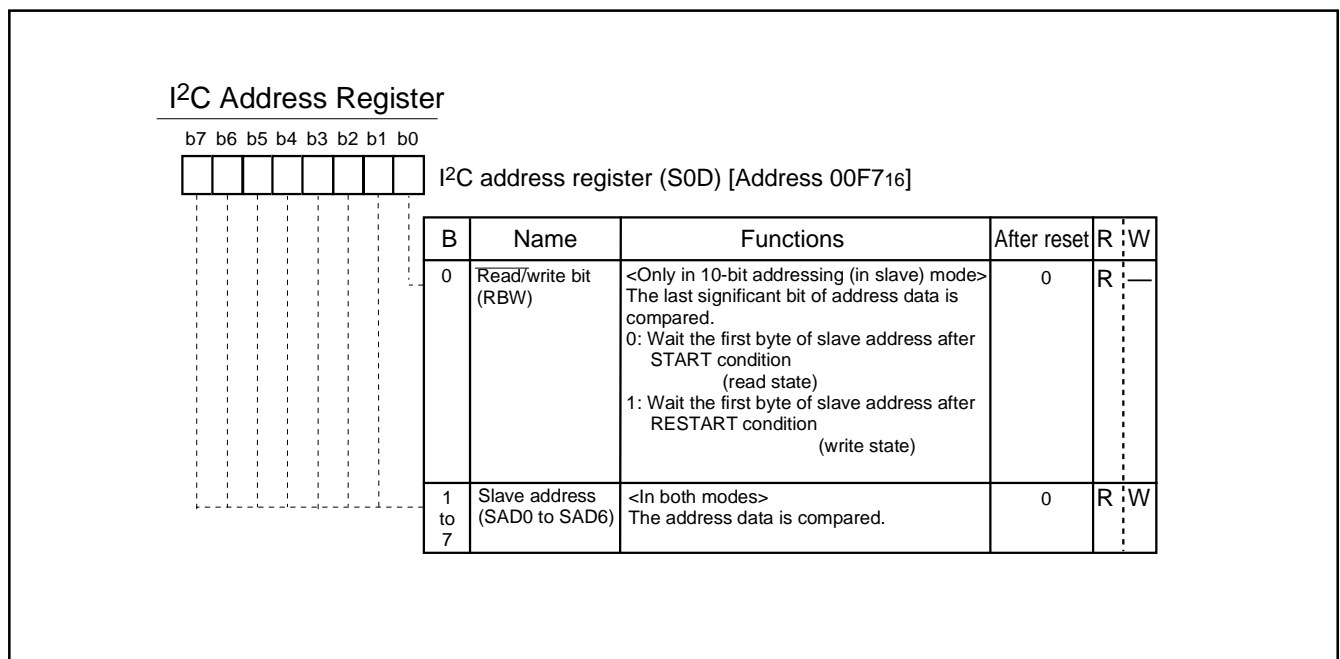 I2C Address Register
b7 b6 b5 b4 b3 b2 b1 b0
I2C address register (S0D) [Address 00F716]
B Name Functions After reset R W
0 Read/write bit <Only in 10-bit addressing (in slave) mode> 0 R —
(RBW) The last significant bit of address data is
compared.
0: Wait the first byte of slave address after
START condition
(read state)
1: Wait the first byte of slave address after
RESTART condition
(write state)
1 Slave address <In both modes> 0 R W
to (SAD0 to SAD6) The address data is compared.
7